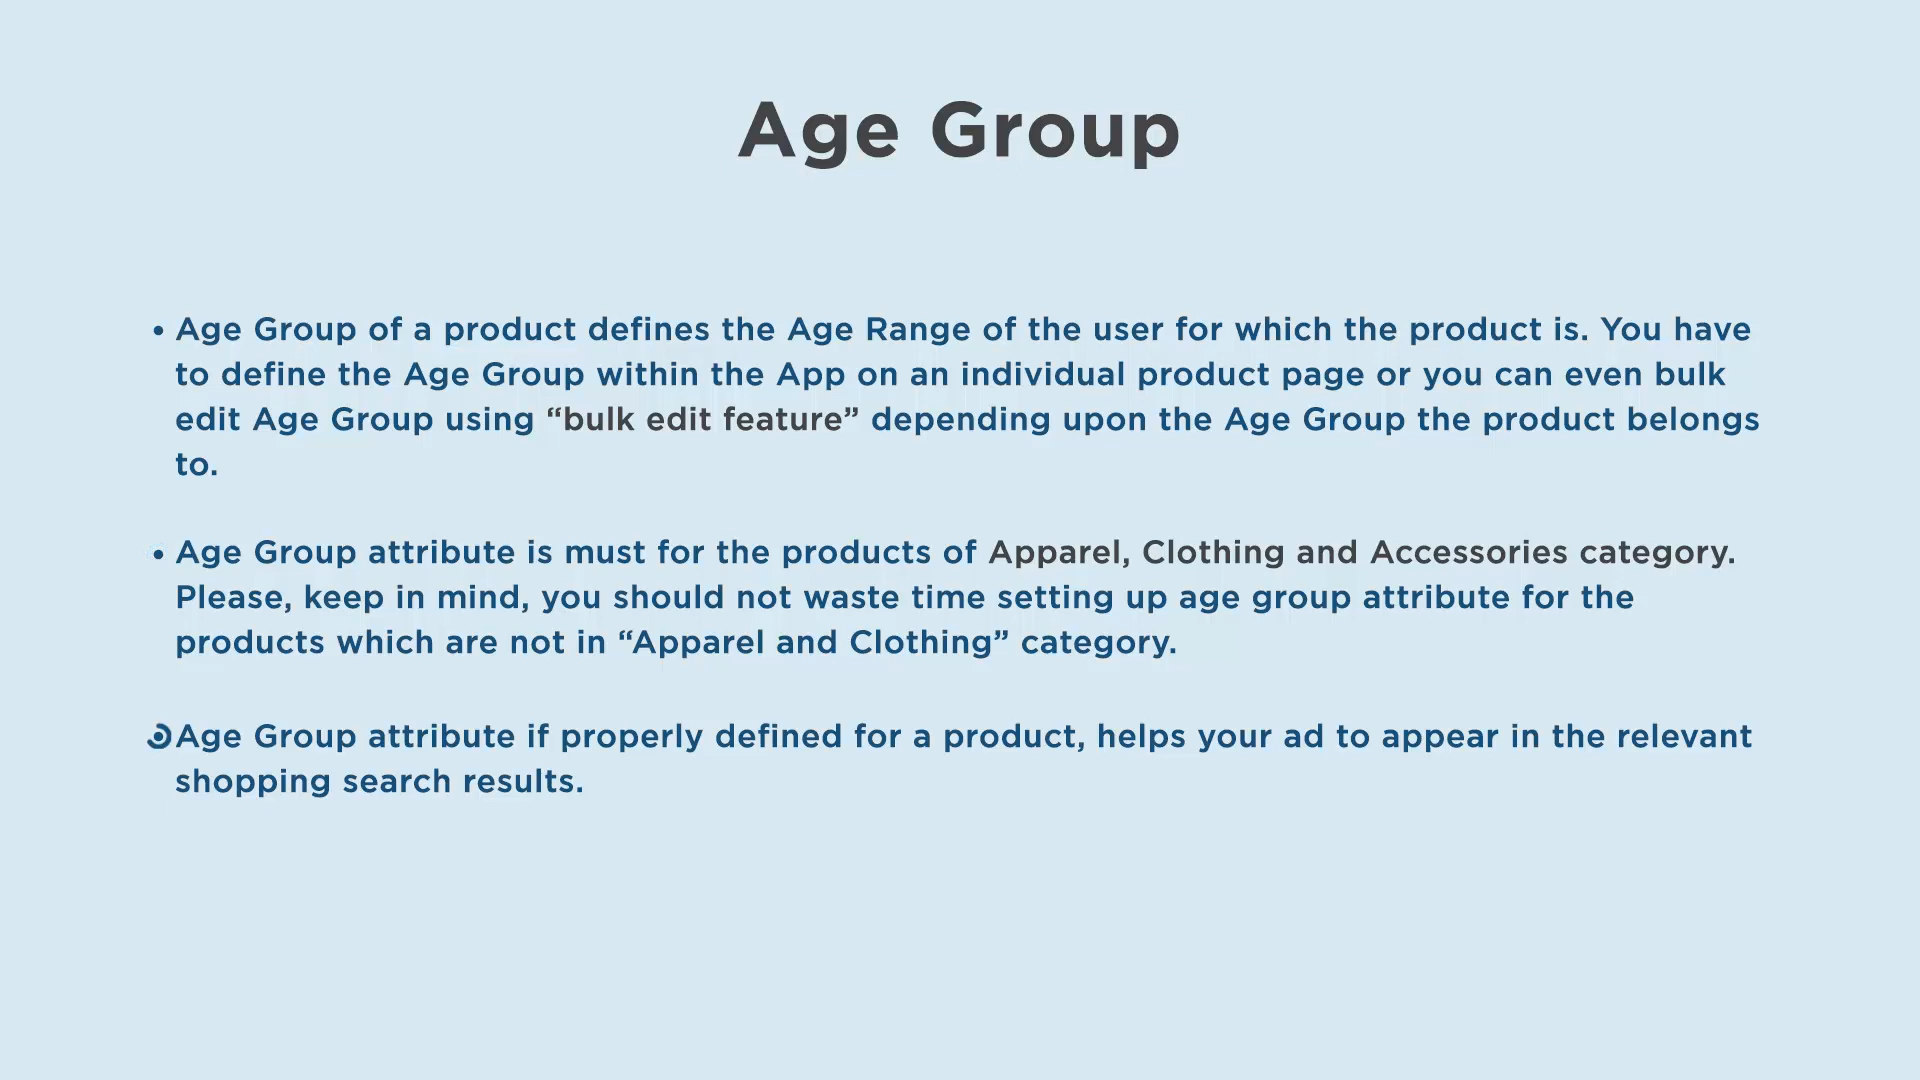 Age Group
• Age Group of a product defines the Age Range of the user for which the product is. You have
to define the Age Group within the App on an individual product page or you can even bulk
edit Age Group using “bulk edit feature” depending upon the Age Group the product belongs
to.
• Age Group attribute is must for the products of Apparel, Clothing and Accessories category.
Please, keep in mind, you should not waste time setting up age group attribute for the
products which are not in “Apparel and Clothing” category.
• Age Group attribute if properly defined for a product, helps your ad to appear in the relevant
shopping search results.